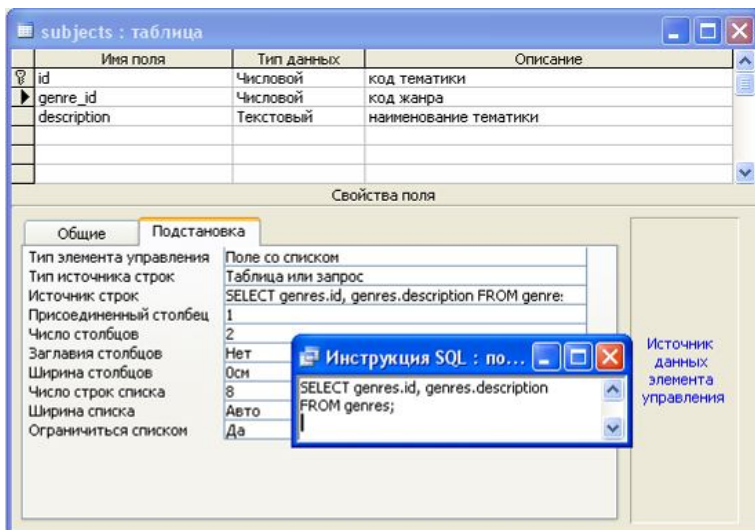 subjects : таблица
Имя поля Тип данных Описание
id Числовой код тематики
genre_id Числовой код жанра
description Текстовый наименование тематики
Свойства поля
Общие Подстановка
Тип элемента управления Поле со списком
Тип источника строк Таблица или запрос
Источник строк SELECT genres.id, genres.description FROM genre:
Присоединенный столбец 1
Число столбцов 2
Заглавия столбцов Нет
Ширина столбцов 0см
Число строк списка 8
Ширина списка Авто
Ограничиться списком Да
Инструкция SQL : по...
SELECT genres.id, genres.description
FROM genres;
Источник
данных
элемента
управления